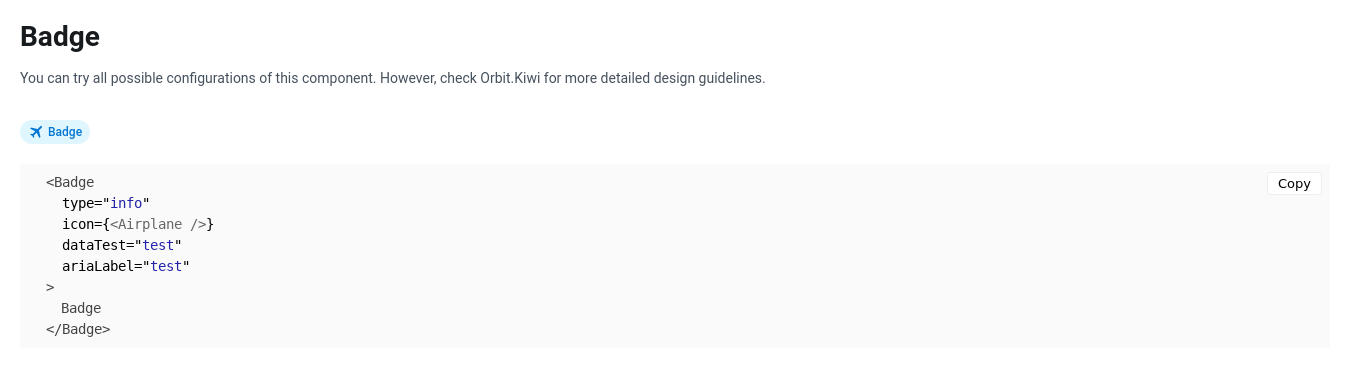 Badge
You can try all possible configurations of this component. However, check Orbit.Kiwi for more detailed design guidelines.
Badge
<Badge
Copy
type="info"
icon={<Airplane />}
dataTest="test"
ariaLabel="test"
>
Badge
</Badge>